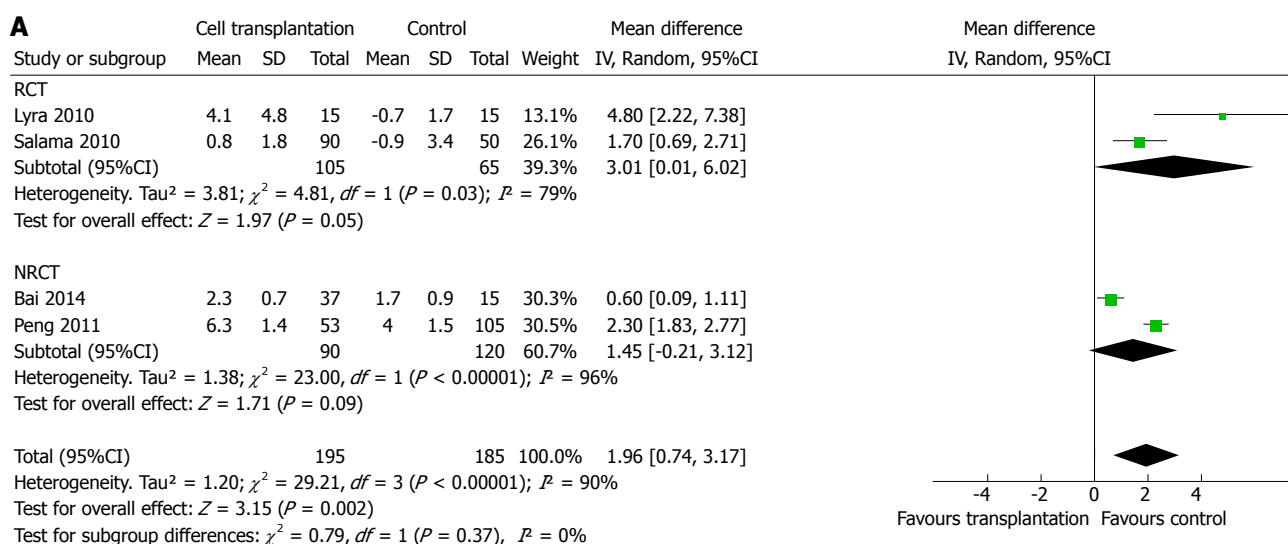 A
Cell transplantation Control Mean difference Mean difference
Study or subgroup Mean SD Total Mean SD Total Weight IV, Random, 95%CI IV, Random, 95%CI
RCT
Lyra 2010 4.1 4.8 15 -0.7 1.7 15 13.1% 4.80 [2.22, 7.38]
Salama 2010 0.8 1.8 90 -0.9 3.4 50 26.1% 1.70 [0.69, 2.71]
Subtotal (95%CI) 105 65 39.3% 3.01 [0.01, 6.02]
Heterogeneity. Tau² = 3.81; χ² = 4.81, df = 1 (P = 0.03); I² = 79%
Test for overall effect: Z = 1.97 (P = 0.05)
NRCT
Bai 2014 2.3 0.7 37 1.7 0.9 15 30.3% 0.60 [0.09, 1.11]
Peng 2011 6.3 1.4 53 4 1.5 105 30.5% 2.30 [1.83, 2.77]
Subtotal (95%CI) 90 120 60.7% 1.45 [-0.21, 3.12]
Heterogeneity. Tau² = 1.38; χ² = 23.00, df = 1 (P < 0.00001); I² = 96%
Test for overall effect: Z = 1.71 (P = 0.09)
Total (95%CI) 195 185 100.0% 1.96 [0.74, 3.17]
Heterogeneity. Tau² = 1.20; χ² = 29.21, df = 3 (P < 0.00001); I² = 90%
Test for overall effect: Z = 3.15 (P = 0.002)
Test for subgroup differences: χ² = 0.79, df = 1 (P = 0.37), I² = 0%
-4 -2 0 2 4
Favours transplantation Favours control